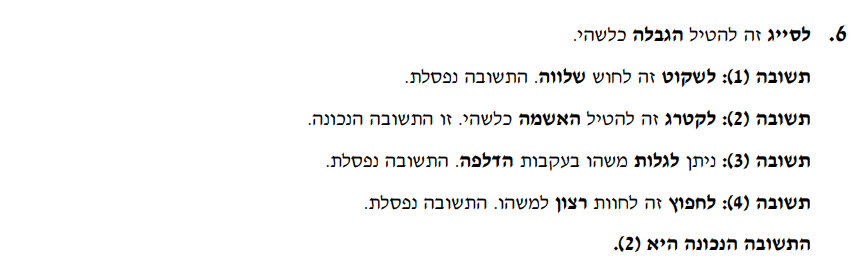 6. לסייג זה להטיל הגבלה כלשהי.
תשובה (1): לשקוט זה לחוש שלווה. התשובה נפסלת.
תשובה (2): לקטרג זה להטיל האשמה כלשהי. זו התשובה הנכונה.
תשובה (3): ניתן לגלות משהו בעקבות הדלפה. התשובה נפסלת.
תשובה (4): לחפוץ זה לחוות רצון למשהו. התשובה נפסלת.
התשובה הנכונה היא (2).